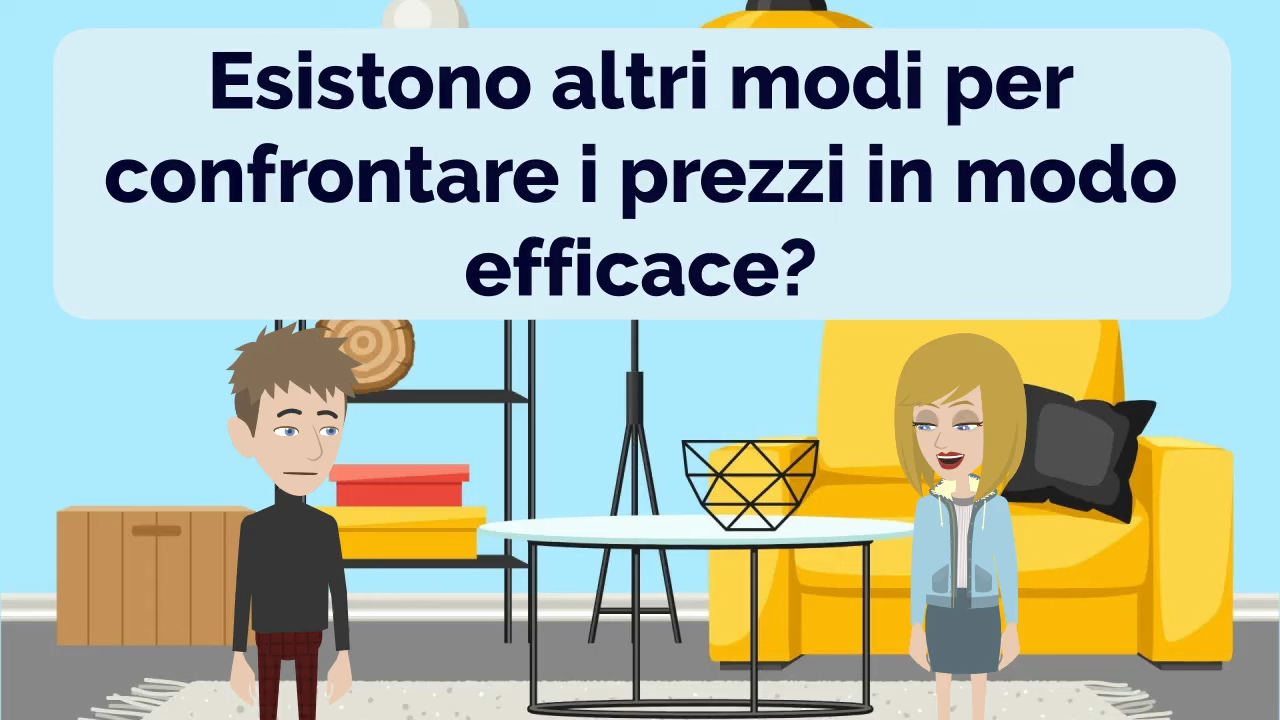 Esistono altri modi per
confrontare i prezzi in modo
efficace?